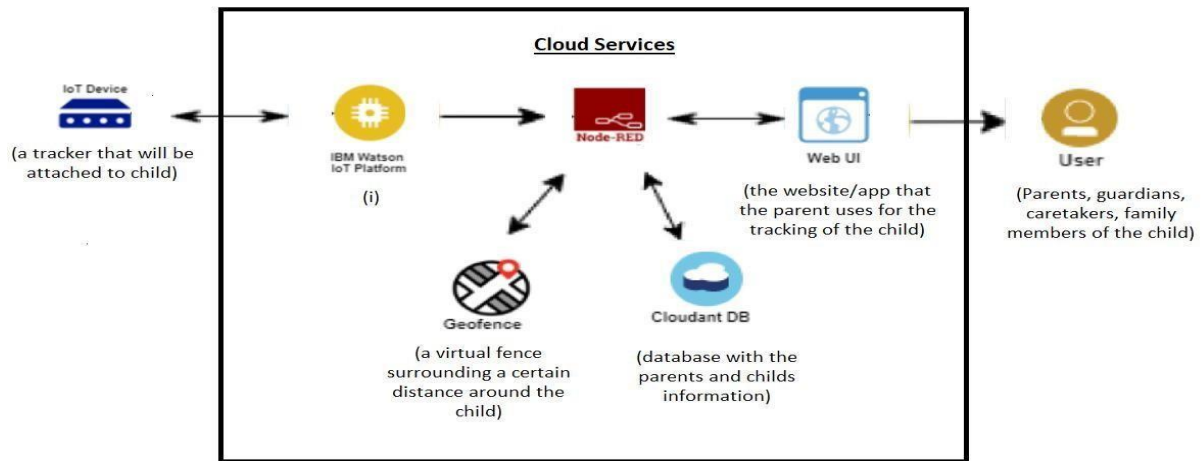 Cloud Services
IoT Device
(a tracker that will be
attached to child)
IBM Watson
IoT Platform
(i)
Node-RED
Web UI
(the website/app that
the parent uses for the
tracking of the child)
User
(Parents, guardians,
caretakers, family
members of the child)
Geofence
(a virtual fence
surrounding a certain
distance around the
child)
Cloudant DB
(database with the
parents and childs
information)